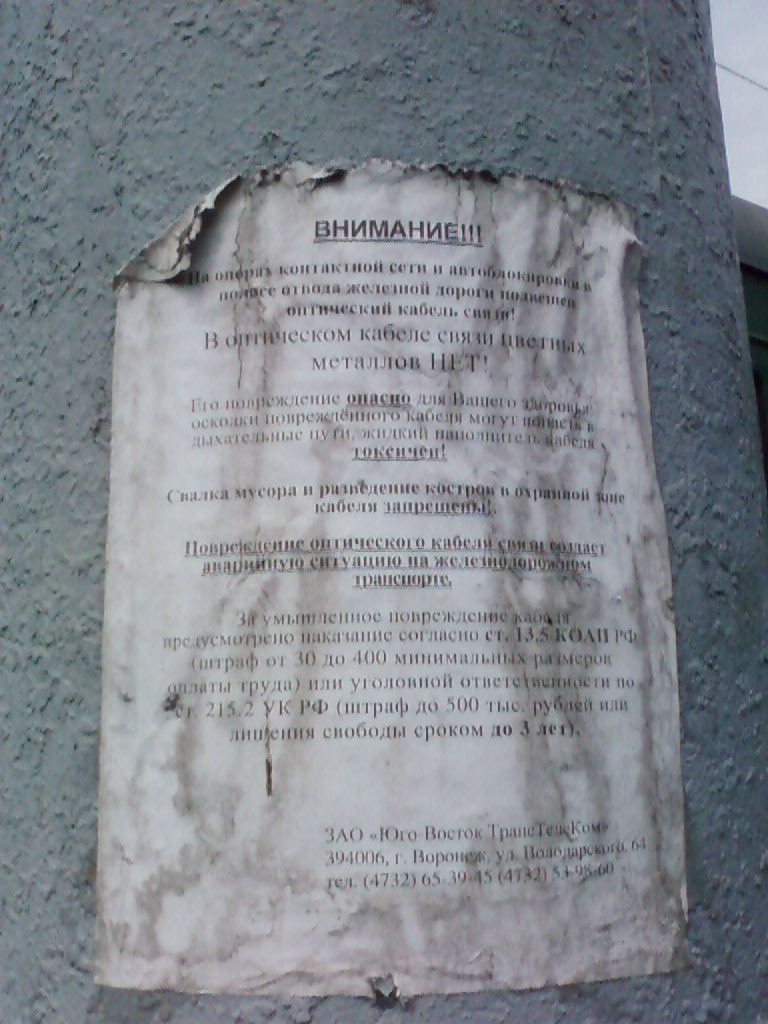 ВНИМАНИЕ!!!
На опорах контактной сети и автоблокировки в
полосе отвода железной дороги подвешен
оптический кабель связи!
В оптическом кабеле связи цветных
металлов НЕТ!
Его повреждение опасно для Вашего здоровья:
осколки повреждённого кабеля могут попасть в
дыхательные пути, жидкий наполнитель кабеля
токсичен!
Свалка мусора и разведение костров в охранной зоне
кабеля запрещены!.
Повреждение оптического кабеля связи создает
аварийную ситуацию на железнодорожном
транспорте.
За умышленное повреждение кабеля
предусмотрено наказание согласно ст. 13.5 КОАП РФ
(штраф от 30 до 400 минимальных размеров
оплаты труда) или уголовной ответственности по
ст. 215.2 УК РФ (штраф до 500 тыс. рублей или
лишения свободы сроком до 3 лет).
ЗАО «Юго-Восток ТрансТелеКом»
394006, г. Воронеж, ул. Володарского, 64
тел. (4732) 65-39-45 (4732) 53-98-60